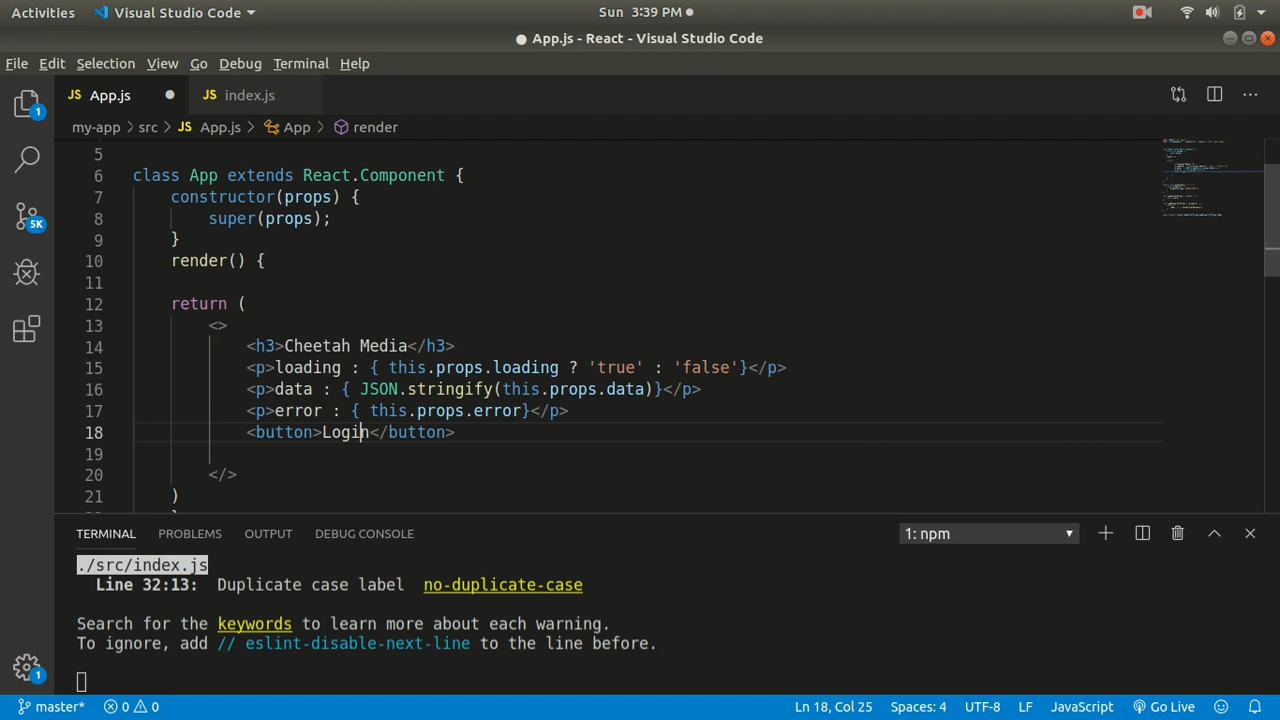 Activities Visual Studio Code Sun 3:39 PM
App.js - React - Visual Studio Code
File Edit Selection View Go Debug Terminal Help
1 JS App.js JS index.js
my-app > src > JS App.js > App > render
5
6 class App extends React.Component {
7 constructor(props) {
8 super(props);
9 }
10 render() {
11
12 return (
13 <>
14 <h3>Cheetah Media</h3>
15 <p>loading : { this.props.loading ? 'true' : 'false'}</p>
16 <p>data : { JSON.stringify(this.props.data)}</p>
17 <p>error : { this.props.error}</p>
18 <button>Login</button>
19
20 </>
21 )
5K
TERMINAL PROBLEMS OUTPUT DEBUG CONSOLE 1: npm
./src/index.js
Line 32:13: Duplicate case label no-duplicate-case
Search for the keywords to learn more about each warning.
To ignore, add // eslint-disable-next-line to the line before.
1
master* 0 0 Ln 18, Col 25 Spaces: 4 UTF-8 LF JavaScript Go Live